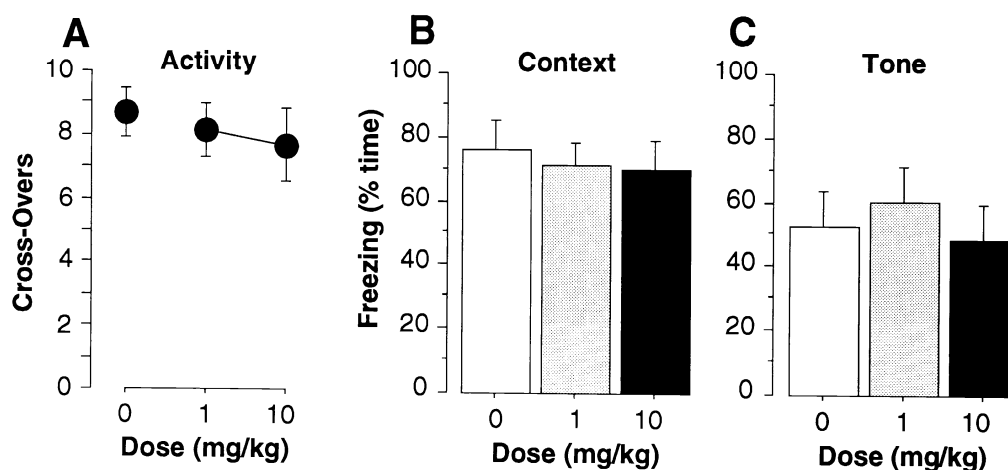 A
Activity
Cross-Overs
10
8
6
4
2
0
0 1 10
Dose (mg/kg)
B
Context
Freezing (% time)
100
80
60
40
20
0
0 1 10
Dose (mg/kg)
C
Tone
100
80
60
40
20
0
0 1 10
Dose (mg/kg)